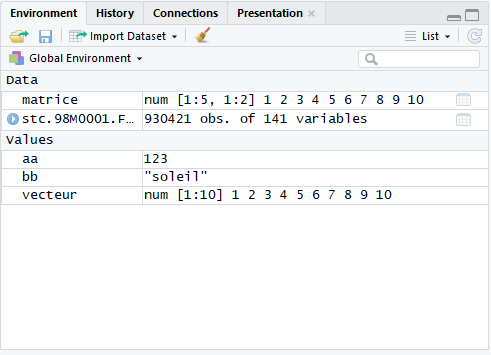 Environment History Connections Presentation
Import Dataset List
Global Environment
Data
matrice num [1:5, 1:2] 1 2 3 4 5 6 7 8 9 10
stc.98M0001.F… 930421 obs. of 141 variables
Values
aa 123
bb "soleil"
vecteur num [1:10] 1 2 3 4 5 6 7 8 9 10